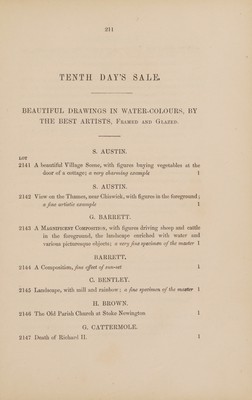 211
TENTH DAY'S SALE.
BEAUTIFUL DRAWINGS IN WATER-COLOURS, BY
THE BEST ARTISTS, FRAMED AND GLAZED.
S. AUSTIN.
LOT
2141 A beautiful Village Scene, with figures buying vegetables at the
door of a cottage; a very charming example 1
S. AUSTIN.
2142 View on the Thames, near Chiswick, with figures in the foreground;
a fine artistic example 1
G. BARRETT.
2143 A MAGNIFICENT COMPOSITION, with figures driving sheep and cattle
in the foreground, the landscape enriched with water and
various picturesque objects; a very fine specimen of the master 1
BARRETT.
2144 A Composition, fine effect of sun-set 1
C. BENTLEY.
2145 Landscape, with mill and rainbow; a fine specimen of the master 1
H. BROWN.
2146 The Old Parish Church at Stoke Newington 1
G. CATTERMOLE.
2147 Death of Richard II. 1